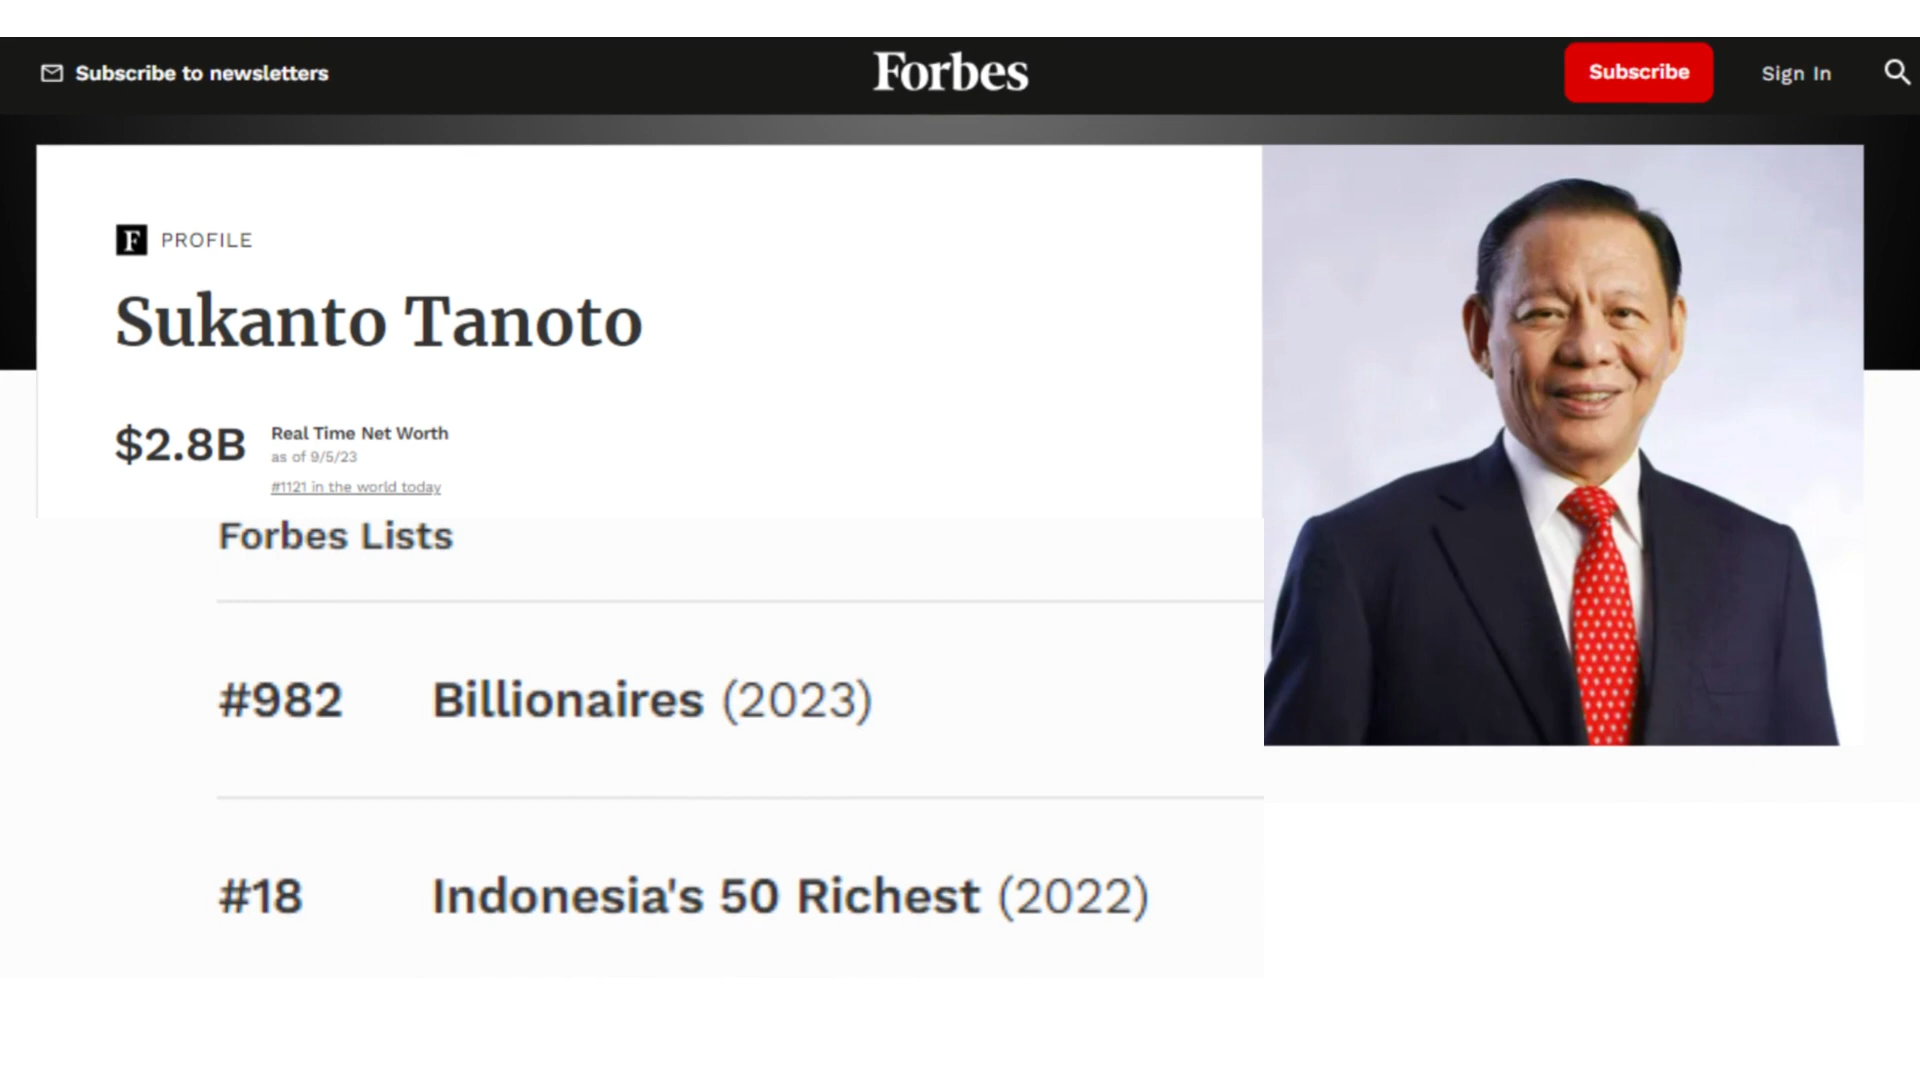 Subscribe to newsletters
Forbes
Subscribe
Sign In
F PROFILE
Sukanto Tanoto
$2.8B
Real Time Net Worth
as of 9/5/23
#1121 in the world today
Forbes Lists
#982 Billionaires (2023)
#18 Indonesia's 50 Richest (2022)